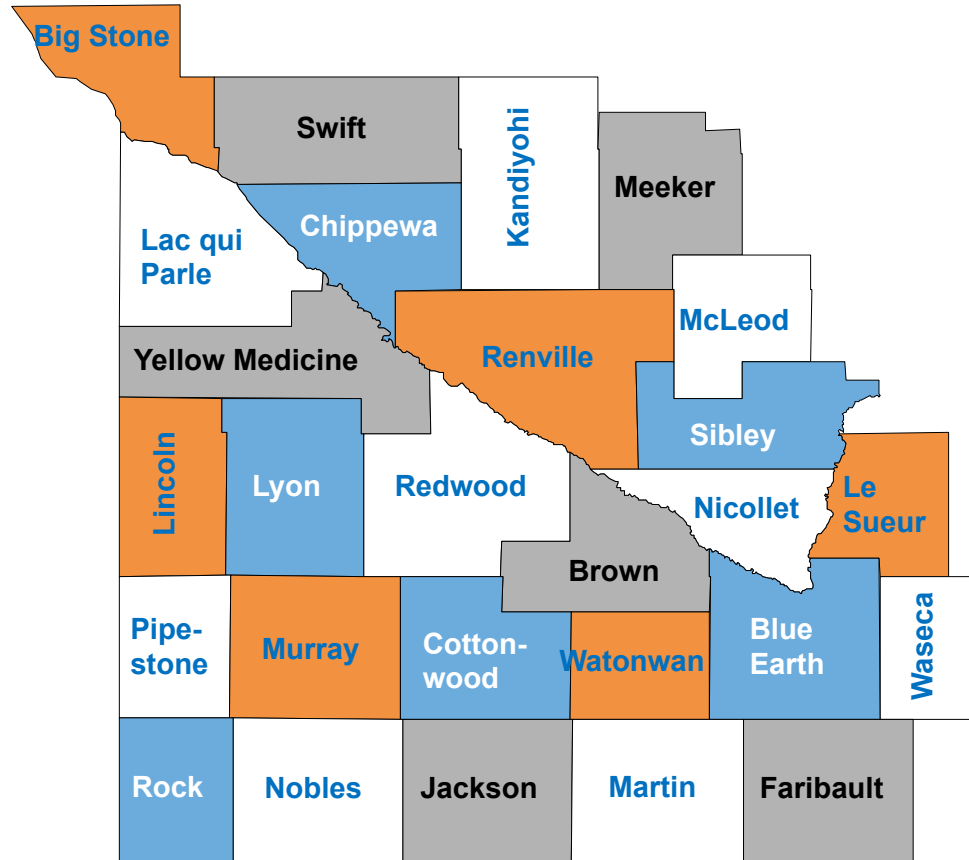 Big Stone
Swift
Kandiyohi
Meeker
Chippewa
Lac qui
Parle
McLeod
Yellow Medicine
Renville
Sibley
Lincoln
Lyon
Redwood
Nicollet
Le
Sueur
Brown
Pipe-
stone
Murray
Cotton-
wood
Watonwan
Blue
Earth
Waseca
Rock
Nobles
Jackson
Martin
Faribault